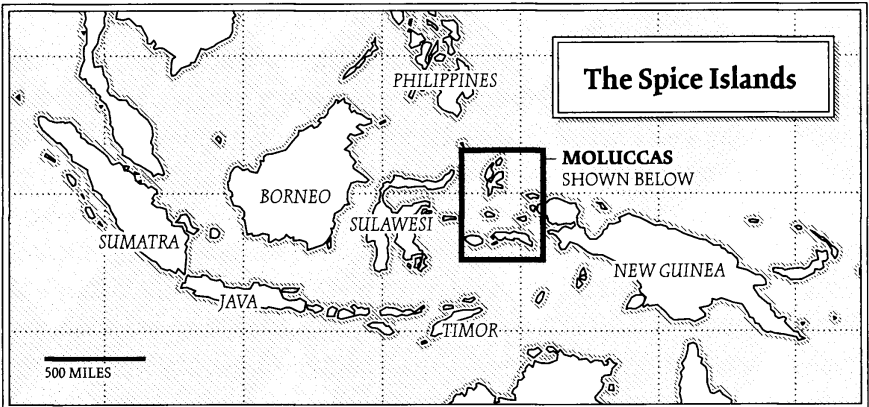 The Spice Islands
PHILIPPINES
MOLUCCAS
SHOWN BELOW
BORNEO
SULAWESI
SUMATRA
NEW GUINEA
JAVA
TIMOR
500 MILES